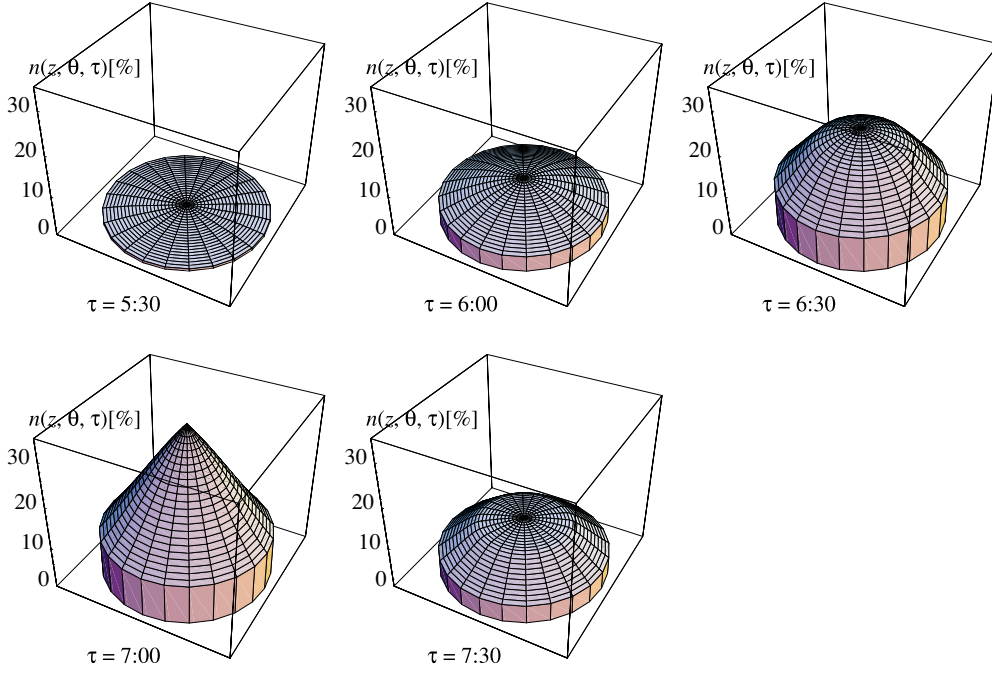 n(z, θ, τ)[%]
30
20
10
0
τ = 5:30
n(z, θ, τ)[%]
30
20
10
0
τ = 6:00
n(z, θ, τ)[%]
30
20
10
0
τ = 6:30
n(z, θ, τ)[%]
30
20
10
0
τ = 7:00
n(z, θ, τ)[%]
30
20
10
0
τ = 7:30